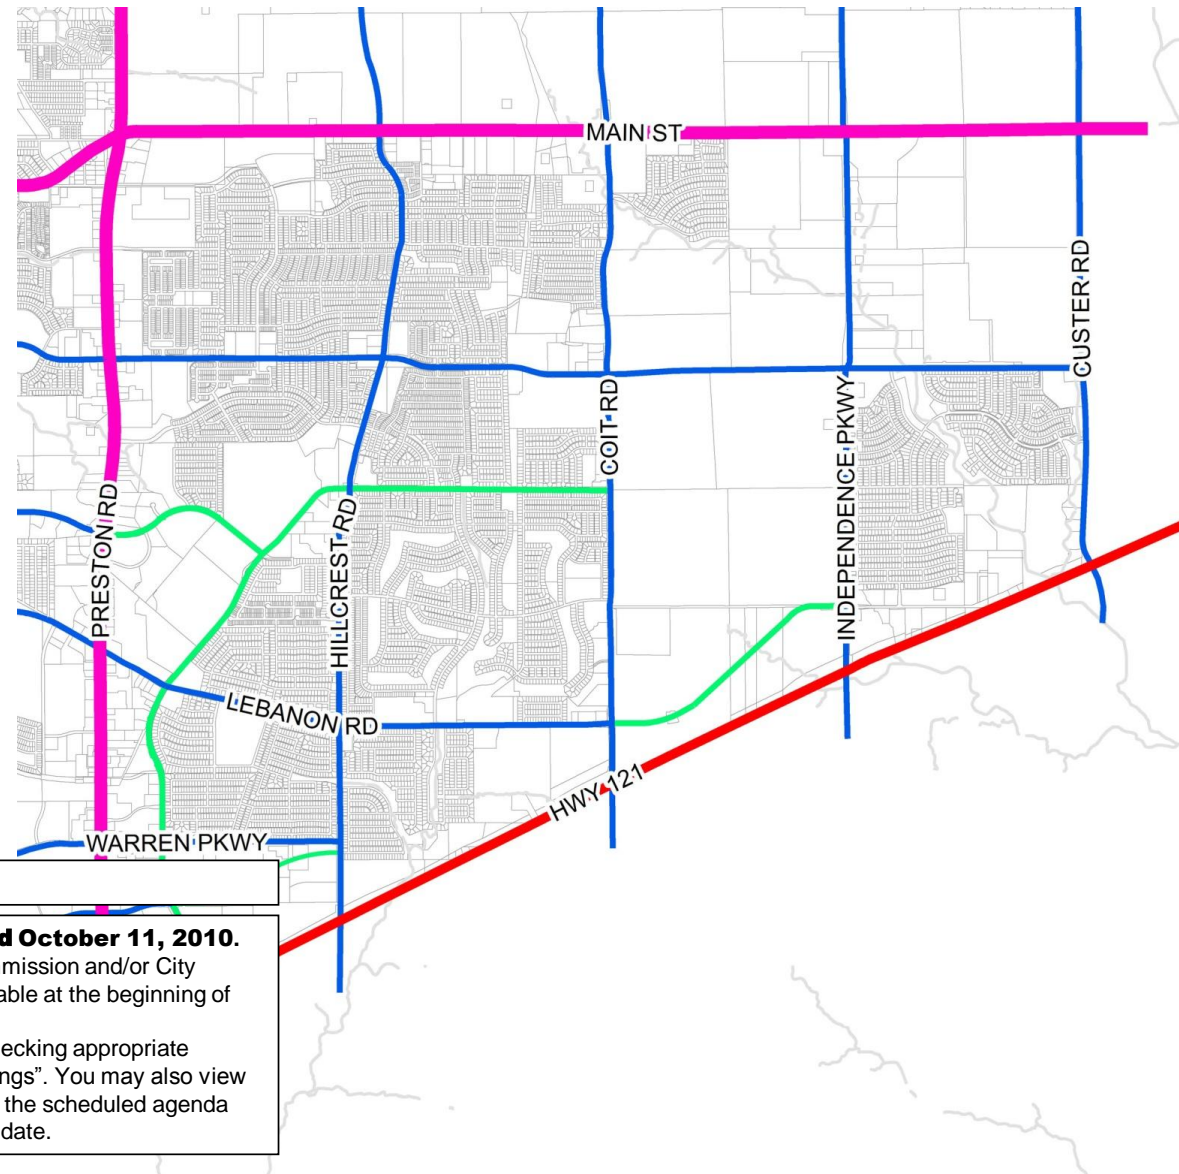 MAIN ST
CUSTER RD
COIT RD
INDEPENDENCE PKWY
PRESTON RD
HILLCREST RD
LEBANON RD
HWY 121
WARREN PKWY
October 11, 2010.
mission and/or City
able at the beginning of
ecking appropriate
ngs”. You may also view
the scheduled agenda
date.